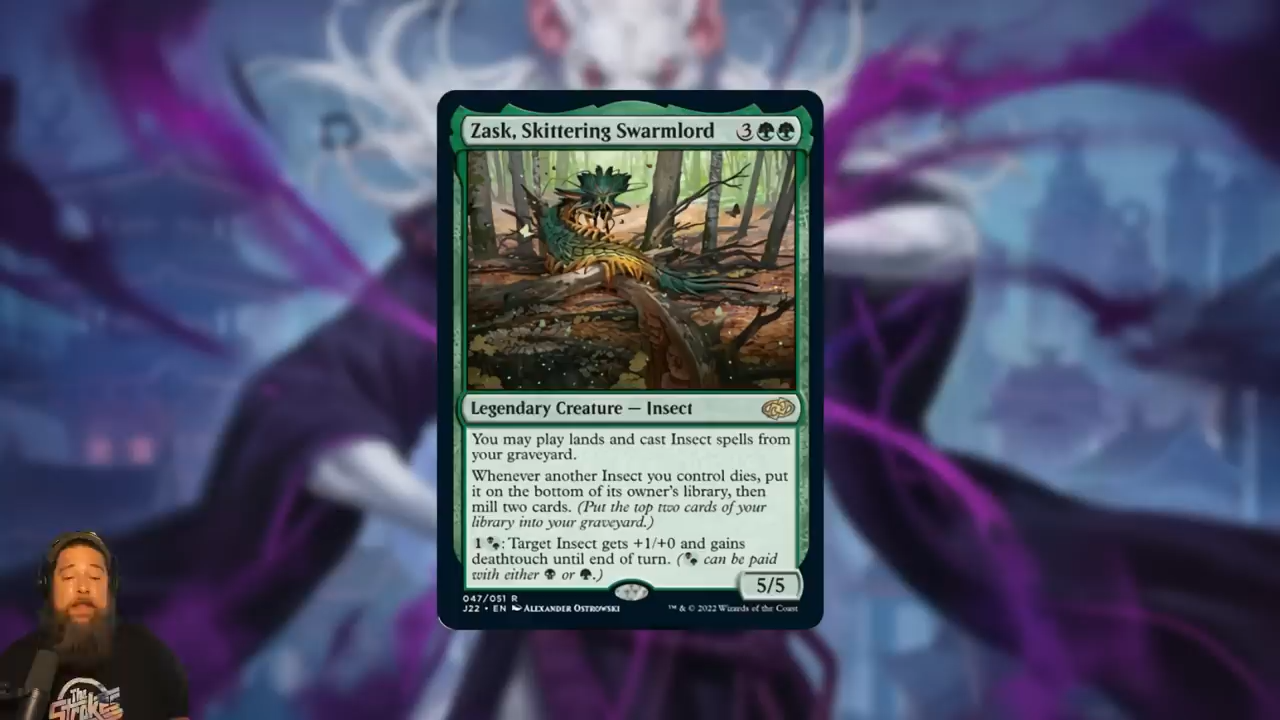 Zask, Skittering Swarmlord 3
Legendary Creature — Insect
You may play lands and cast Insect spells from
your graveyard.
Whenever another Insect you control dies, put
it on the bottom of its owner's library, then
mill two cards. (Put the top two cards of your
library into your graveyard.)
1 : Target Insect gets +1/+0 and gains
deathtouch until end of turn. ( can be paid
with either or .)
5/5
047/051 R
J22 • EN Alexander Ostrowski
™ & © 2022 Wizards of the Coast
The
Strokes